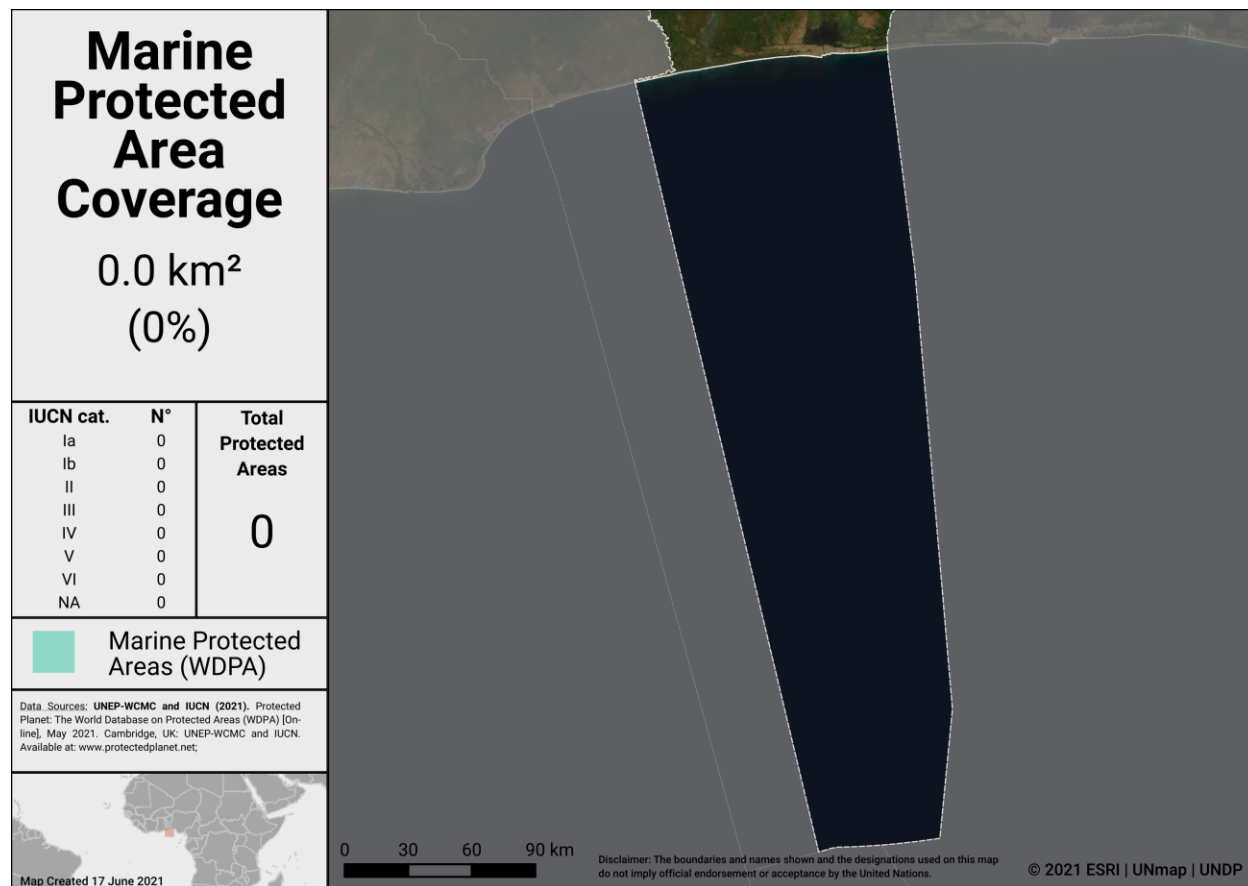 Marine
Protected
Area
Coverage
0.0 km²
(0%)
IUCN cat. N°
Ia 0
Ib 0
II 0
III 0
IV 0
V 0
VI 0
NA 0
Total
Protected
Areas
0
Marine Protected
Areas (WDPA)
Data Sources: UNEP-WCMC and IUCN (2021). Protected
Planet: The World Database on Protected Areas (WDPA) [On-
line], May 2021. Cambridge, UK: UNEP-WCMC and IUCN.
Available at: www.protectedplanet.net;
Map Created 17 June 2021
0 30 60 90 km
Disclaimer: The boundaries and names shown and the designations used on this map
do not imply official endorsement or acceptance by the United Nations.
© 2021 ESRI | UNmap | UNDP